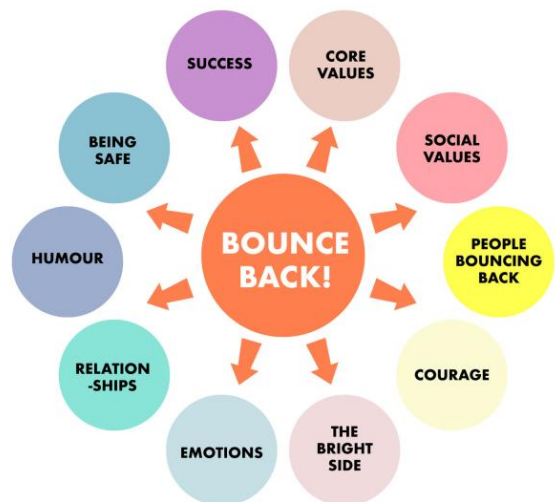 BOUNCE
BACK!
SUCCESS
CORE
VALUES
SOCIAL
VALUES
PEOPLE
BOUNCING
BACK
COURAGE
THE
BRIGHT
SIDE
EMOTIONS
RELATION
-SHIPS
HUMOUR
BEING
SAFE